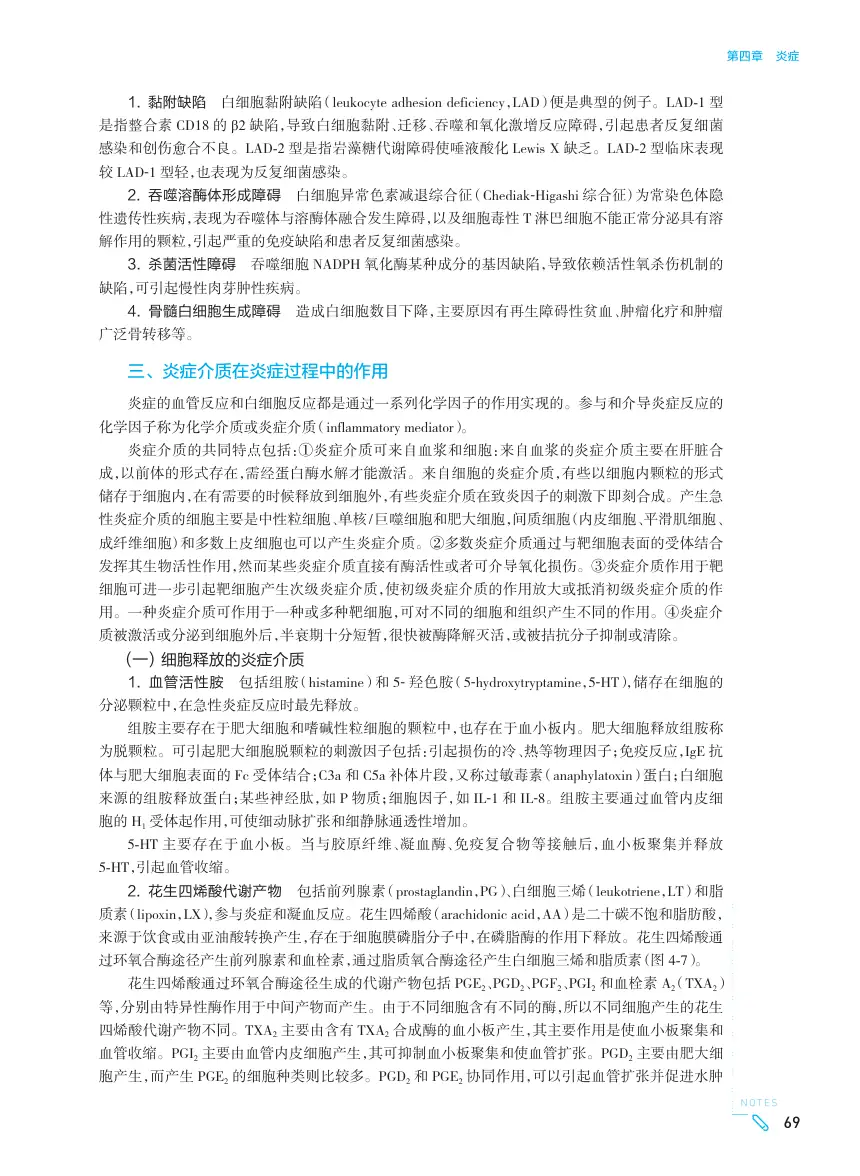 第四章　炎症
1. 黏附缺陷　白细胞黏附缺陷（leukocyte adhesion deficiency,LAD）便是典型的例子。LAD-1 型
是指整合素 CD18 的 β2 缺陷,导致白细胞黏附、迁移、吞噬和氧化激增反应障碍,引起患者反复细菌
感染和创伤愈合不良。LAD-2 型是指岩藻糖代谢障碍使唾液酸化 Lewis X 缺乏。LAD-2 型临床表现
较 LAD-1 型轻,也表现为反复细菌感染。
2. 吞噬溶酶体形成障碍　白细胞异常色素减退综合征（Chediak-Higashi 综合征）为常染色体隐
性遗传性疾病,表现为吞噬体与溶酶体融合发生障碍,以及细胞毒性 T 淋巴细胞不能正常分泌具有溶
解作用的颗粒,引起严重的免疫缺陷和患者反复细菌感染。
3. 杀菌活性障碍　吞噬细胞 NADPH 氧化酶某种成分的基因缺陷,导致依赖活性氧杀伤机制的
缺陷,可引起慢性肉芽肿性疾病。
4. 骨髓白细胞生成障碍　造成白细胞数目下降,主要原因有再生障碍性贫血、肿瘤化疗和肿瘤
广泛骨转移等。
三、炎症介质在炎症过程中的作用
炎症的血管反应和白细胞反应都是通过一系列化学因子的作用实现的。参与和介导炎症反应的
化学因子称为化学介质或炎症介质（inflammatory mediator）。
炎症介质的共同特点包括:①炎症介质可来自血浆和细胞:来自血浆的炎症介质主要在肝脏合
成,以前体的形式存在,需经蛋白酶水解才能激活。来自细胞的炎症介质,有些以细胞内颗粒的形式
储存于细胞内,在有需要的时候释放到细胞外,有些炎症介质在致炎因子的刺激下即刻合成。产生急
性炎症介质的细胞主要是中性粒细胞、单核/巨噬细胞和肥大细胞,间质细胞（内皮细胞、平滑肌细胞、
成纤维细胞）和多数上皮细胞也可以产生炎症介质。②多数炎症介质通过与靶细胞表面的受体结合
发挥其生物活性作用,然而某些炎症介质直接有酶活性或者可介导氧化损伤。③炎症介质作用于靶
细胞可进一步引起靶细胞产生次级炎症介质,使初级炎症介质的作用放大或抵消初级炎症介质的作
用。一种炎症介质可作用于一种或多种靶细胞,可对不同的细胞和组织产生不同的作用。④炎症介
质被激活或分泌到细胞外后,半衰期十分短暂,很快被酶降解灭活,或被拮抗分子抑制或清除。
（一）细胞释放的炎症介质
1. 血管活性胺　包括组胺（histamine）和 5- 羟色胺（5-hydroxytryptamine,5-HT）,储存在细胞的
分泌颗粒中,在急性炎症反应时最先释放。
组胺主要存在于肥大细胞和嗜碱性粒细胞的颗粒中,也存在于血小板内。肥大细胞释放组胺称
为脱颗粒。可引起肥大细胞脱颗粒的刺激因子包括:引起损伤的冷、热等物理因子;免疫反应,IgE 抗
体与肥大细胞表面的 Fc 受体结合;C3a 和 C5a 补体片段,又称过敏毒素（anaphylatoxin）蛋白;白细胞
来源的组胺释放蛋白;某些神经肽,如 P 物质;细胞因子,如 IL-1 和 IL-8。组胺主要通过血管内皮细
胞的 H₁ 受体起作用,可使细动脉扩张和细静脉通透性增加。
5-HT 主要存在于血小板。当与胶原纤维、凝血酶、免疫复合物等接触后,血小板聚集并释放
5-HT,引起血管收缩。
2. 花生四烯酸代谢产物　包括前列腺素（prostaglandin,PG）、白细胞三烯（leukotriene,LT）和脂
质素（lipoxin,LX）,参与炎症和凝血反应。花生四烯酸（arachidonic acid,AA）是二十碳不饱和脂肪酸,
来源于饮食或由亚油酸转换产生,存在于细胞膜磷脂分子中,在磷脂酶的作用下释放。花生四烯酸通
过环氧合酶途径产生前列腺素和血栓素,通过脂质氧合酶途径产生白细胞三烯和脂质素（图 4-7）。
花生四烯酸通过环氧合酶途径生成的代谢产物包括 PGE₂、PGD₂、PGF₂、PGI₂ 和血栓素 A₂（TXA₂）
等,分别由特异性酶作用于中间产物而产生。由于不同细胞含有不同的酶,所以不同细胞产生的花生
四烯酸代谢产物不同。TXA₂ 主要由含有 TXA₂ 合成酶的血小板产生,其主要作用是使血小板聚集和
血管收缩。PGI₂ 主要由血管内皮细胞产生,其可抑制血小板聚集和使血管扩张。PGD₂ 主要由肥大细
胞产生,而产生 PGE₂ 的细胞种类则比较多。PGD₂ 和 PGE₂ 协同作用,可以引起血管扩张并促进水肿
NOTES
69